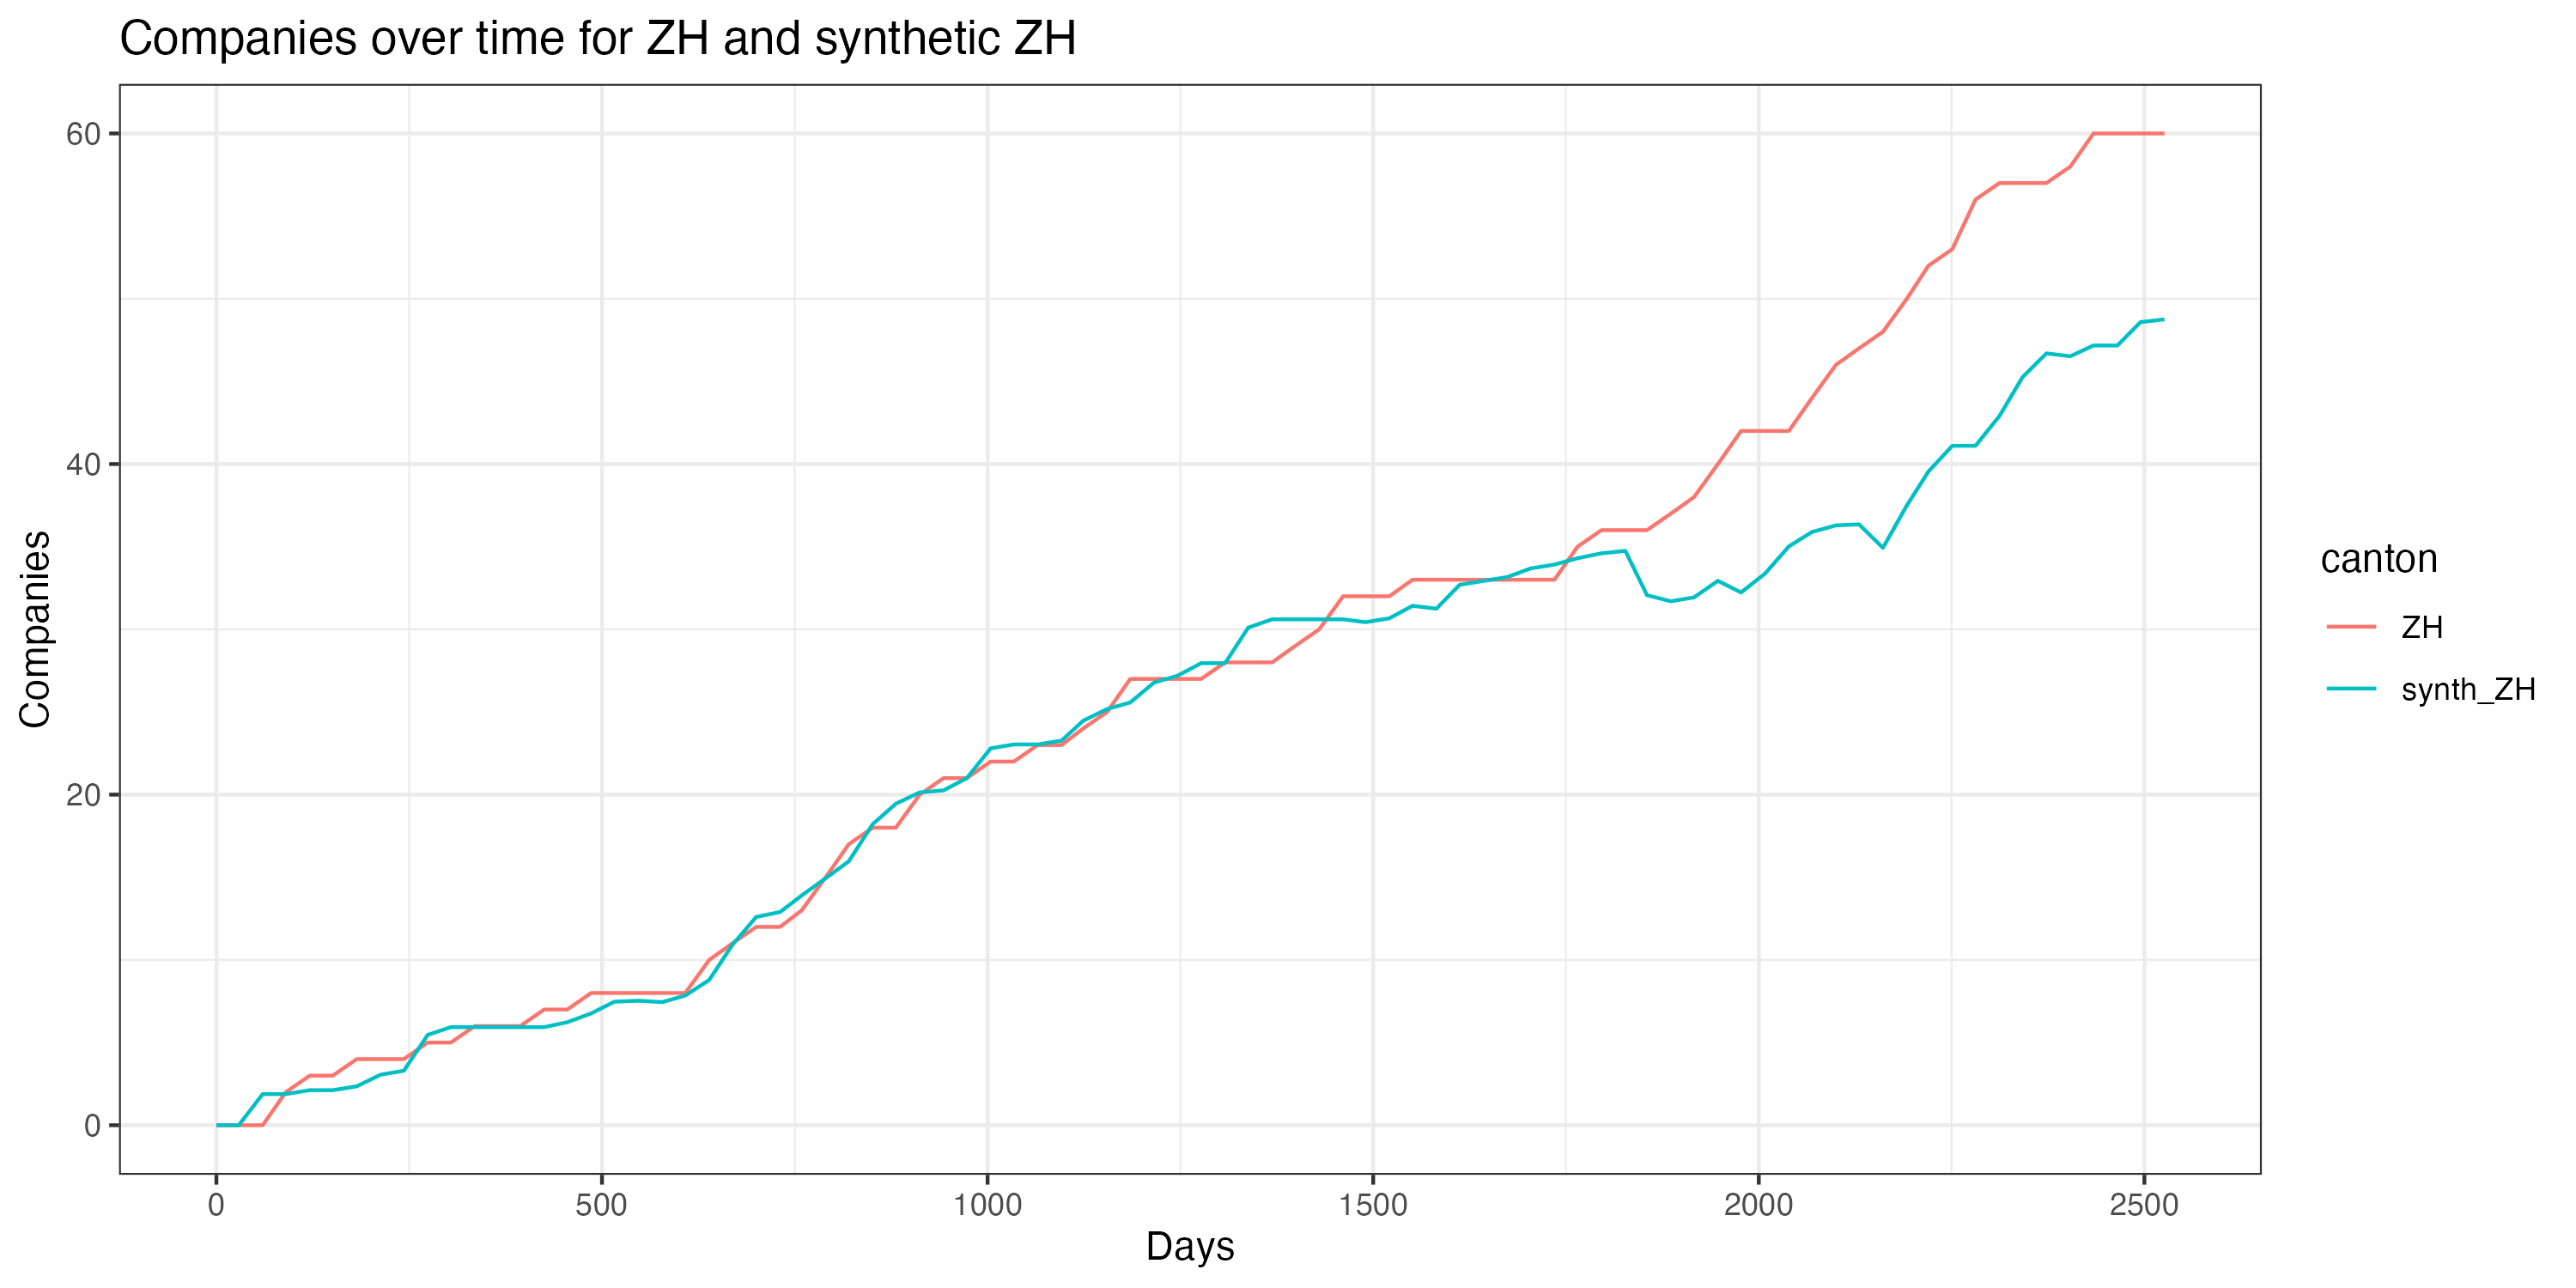 Companies over time for ZH and synthetic ZH
Companies
60
40
20
0
0 500 1000 1500 2000 2500
Days
canton
ZH
synth_ZH